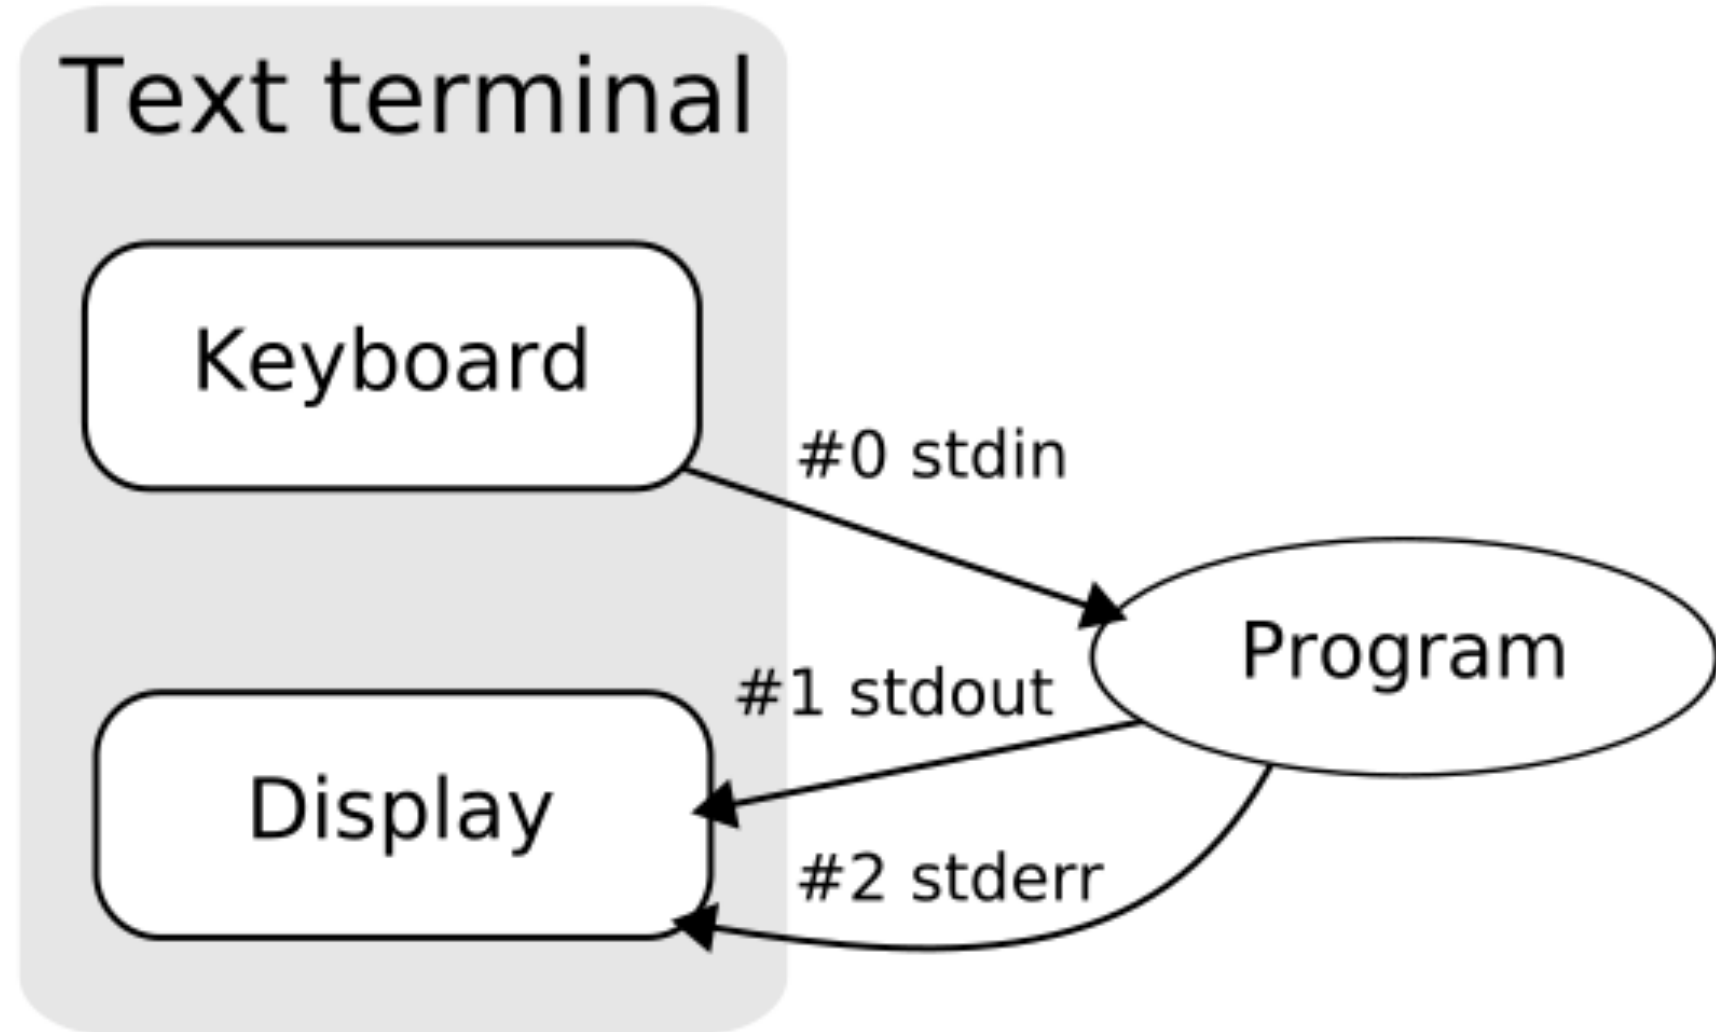 Text terminal
Keyboard
#0 stdin
Program
#1 stdout
Display
#2 stderr